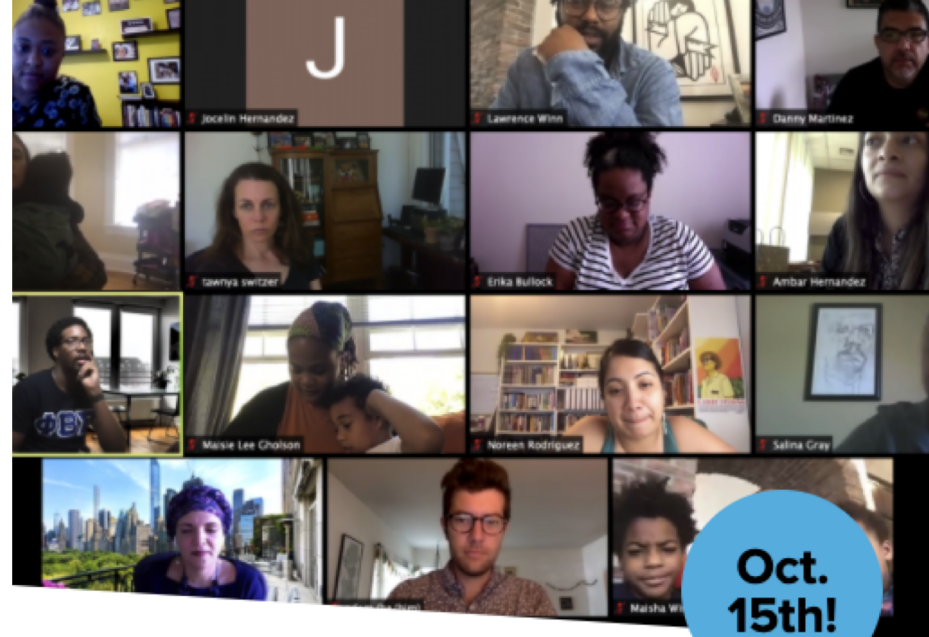 J
Jocelin Hernandez
Lawrence Winn
Danny Martinez
tawnya switzer
Erika Bullock
Ambar Hernandez
ΦΒΣ
Maisie Lee Gholson
Noreen Rodriguez
Salina Gray
Maisha
Oct.
15th!